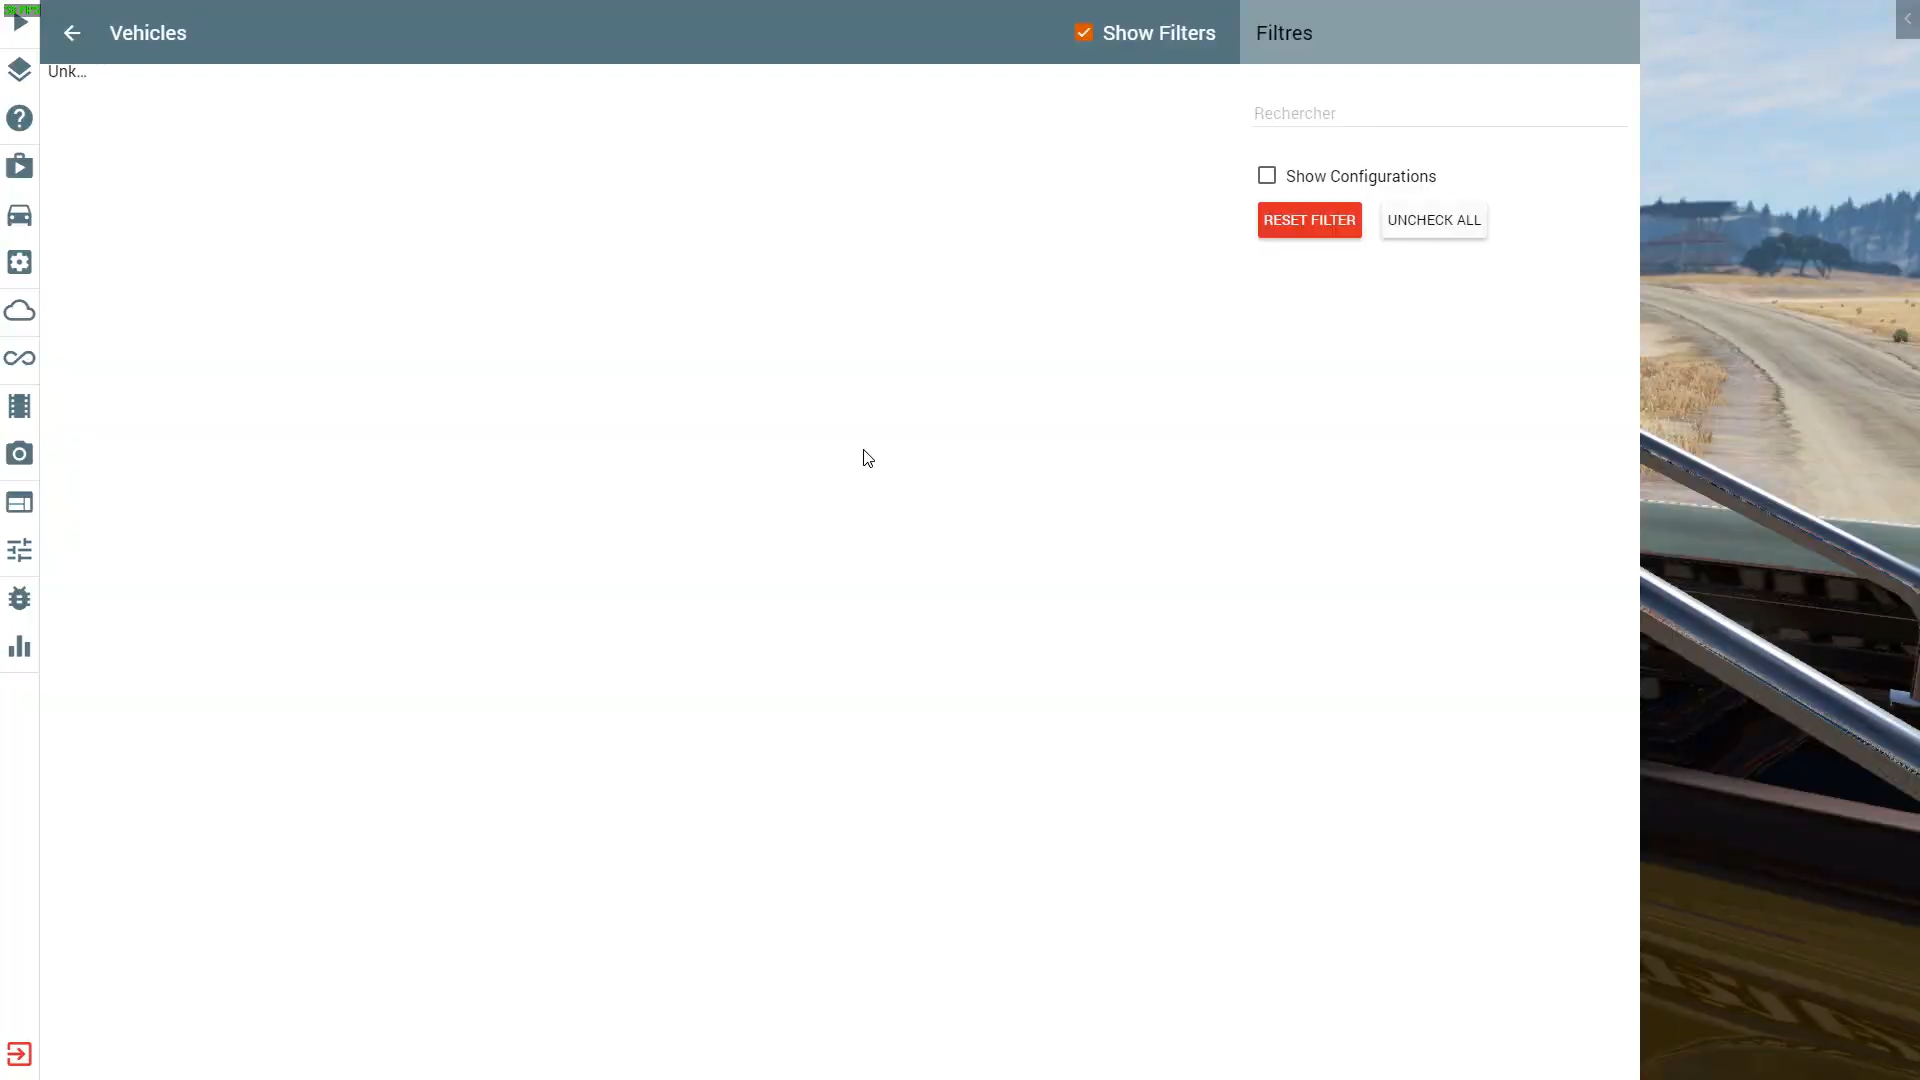 Vehicles
Show Filters
Filtres
Unk...
Rechercher
Show Configurations
RESET FILTER
UNCHECK ALL